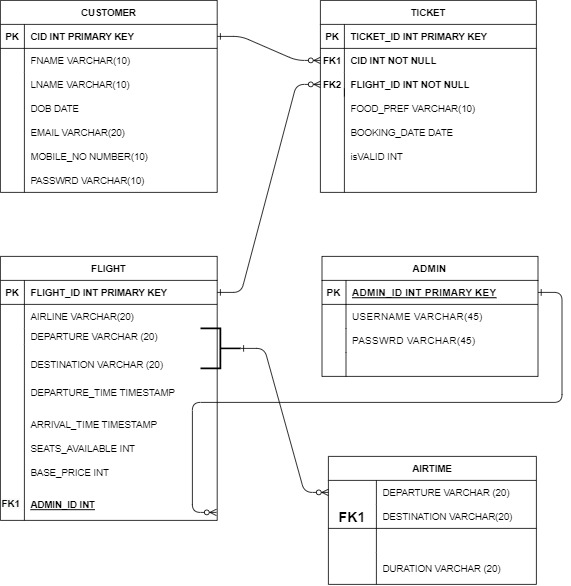 CUSTOMER
PK CID INT PRIMARY KEY
FNAME VARCHAR(10)
LNAME VARCHAR(10)
DOB DATE
EMAIL VARCHAR(20)
MOBILE_NO NUMBER(10)
PASSWRD VARCHAR(10)
TICKET
PK TICKET_ID INT PRIMARY KEY
FK1 CID INT NOT NULL
FK2 FLIGHT_ID INT NOT NULL
FOOD_PREF VARCHAR(10)
BOOKING_DATE DATE
isVALID INT
FLIGHT
PK FLIGHT_ID INT PRIMARY KEY
AIRLINE VARCHAR(20)
DEPARTURE VARCHAR (20)
DESTINATION VARCHAR (20)
DEPARTURE_TIME TIMESTAMP
ARRIVAL_TIME TIMESTAMP
SEATS_AVAILABLE INT
BASE_PRICE INT
FK1 ADMIN_ID INT
ADMIN
PK ADMIN_ID INT PRIMARY KEY
USERNAME VARCHAR(45)
PASSWRD VARCHAR(45)
AIRTIME
DEPARTURE VARCHAR (20)
FK1 DESTINATION VARCHAR(20)
DURATION VARCHAR (20)